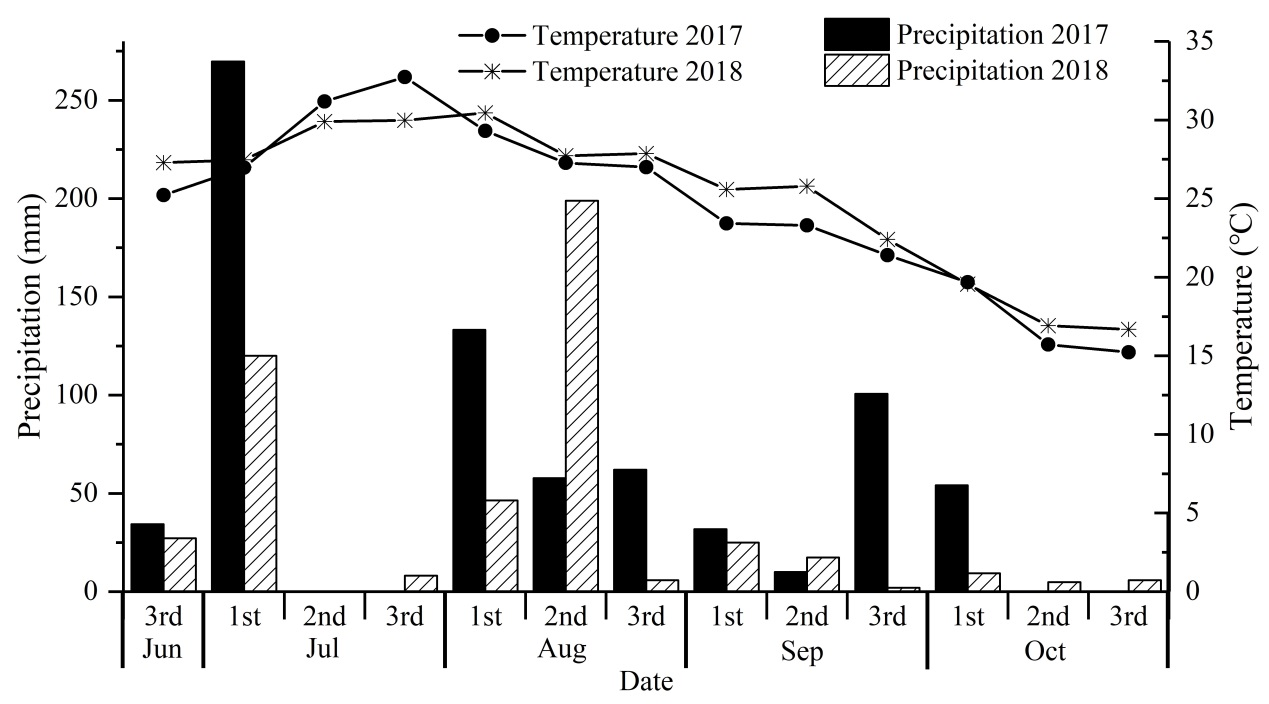 Temperature 2017
Temperature 2018
Precipitation 2017
Precipitation 2018
Precipitation (mm)
250
200
150
100
50
0
Temperature (°C)
35
30
25
20
15
10
5
0
3rd 1st 2nd 3rd 1st 2nd 3rd 1st 2nd 3rd 1st 2nd 3rd
Jun Jul Aug Sep Oct
Date